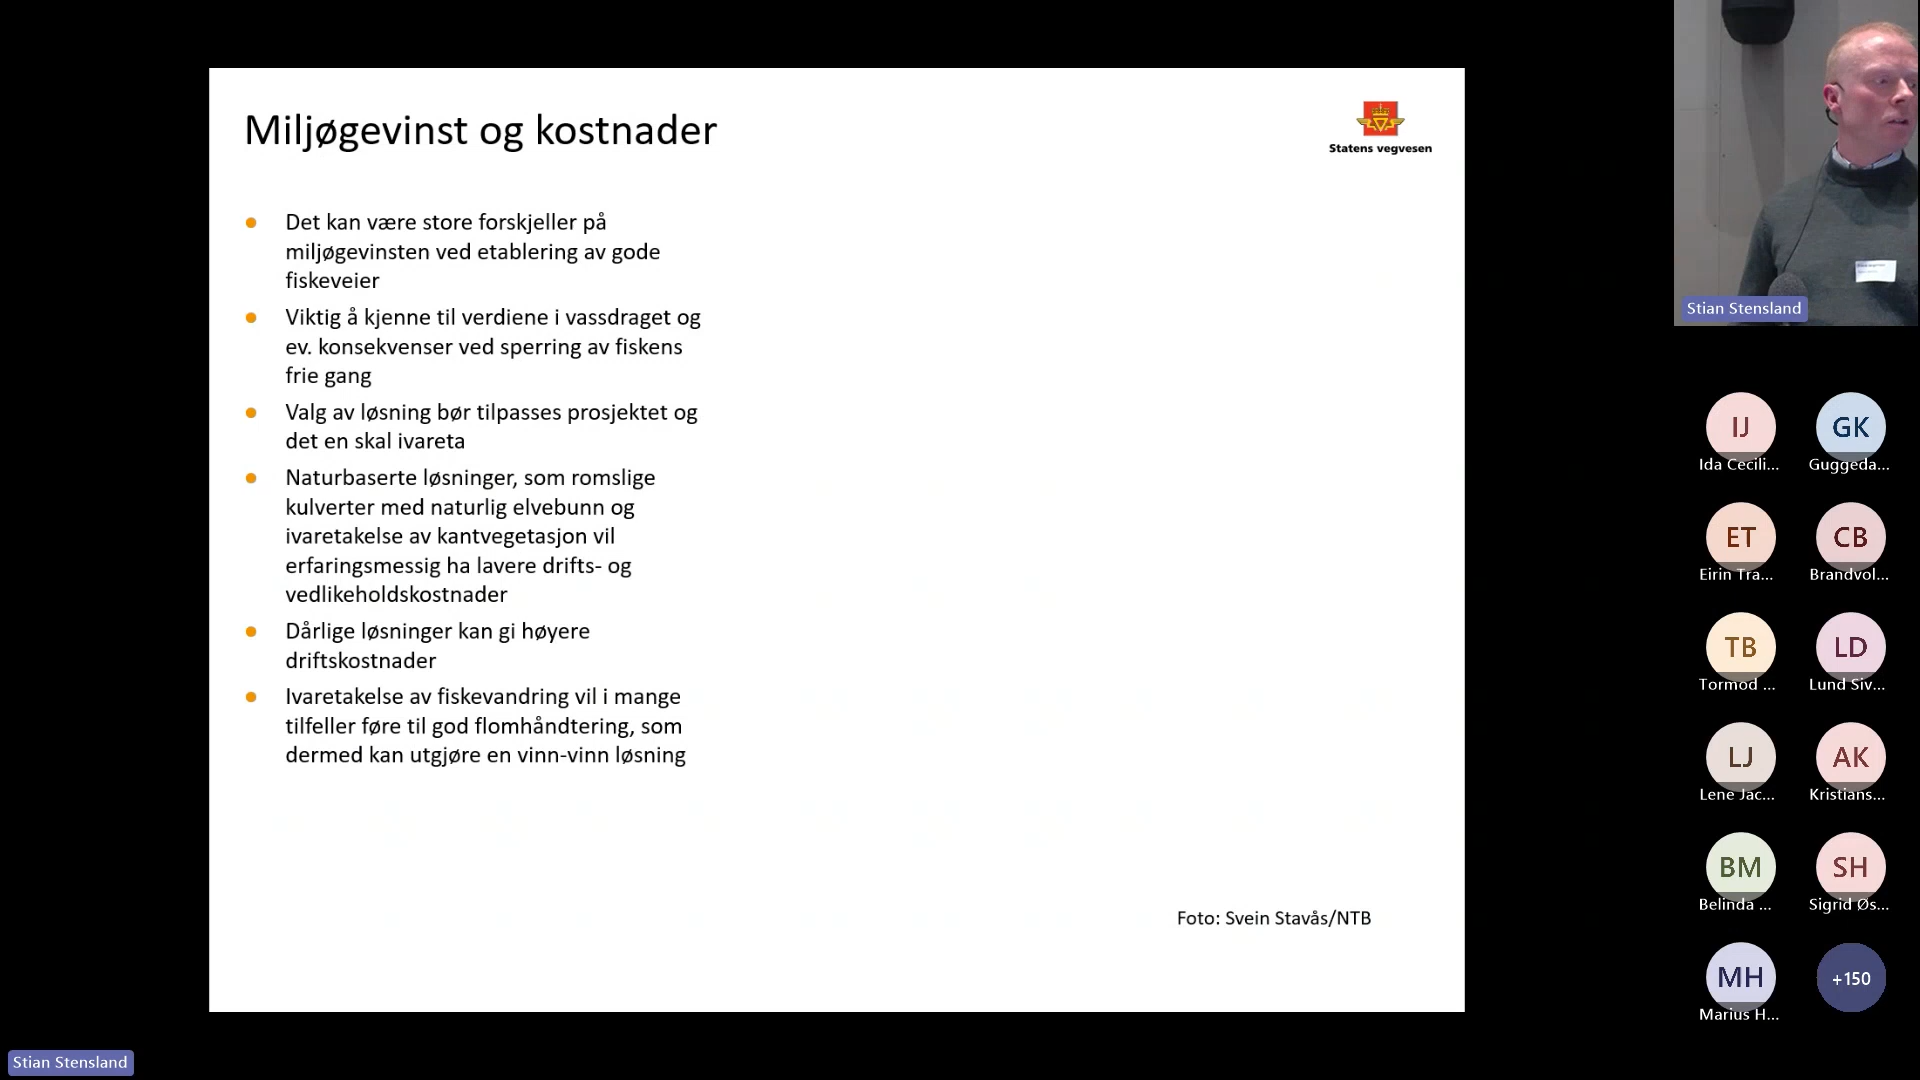 Miljøgevinst og kostnader
Statens vegvesen
Det kan være store forskjeller på
miljøgevinsten ved etablering av gode
fiskeveier
Viktig å kjenne til verdiene i vassdraget og
ev. konsekvenser ved sperring av fiskens
frie gang
Valg av løsning bør tilpasses prosjektet og
det en skal ivareta
Naturbaserte løsninger, som romslige
kulverter med naturlig elvebunn og
ivaretakelse av kantvegetasjon vil
erfaringsmessig ha lavere drifts- og
vedlikeholdskostnader
Dårlige løsninger kan gi høyere
driftskostnader
Ivaretakelse av fiskevandring vil i mange
tilfeller føre til god flomhåndtering, som
dermed kan utgjøre en vinn-vinn løsning
Foto: Svein Stavås/NTB
Stian Stensland
IJ
Ida Cecili...
GK
Guggeda...
ET
Eirin Tra...
CB
Brandvol...
TB
Tormod ...
LD
Lund Siv...
LJ
Lene Jac...
AK
Kristians...
BM
Belinda ...
SH
Sigrid Øs...
MH
Marius H...
+150
Stian Stensland